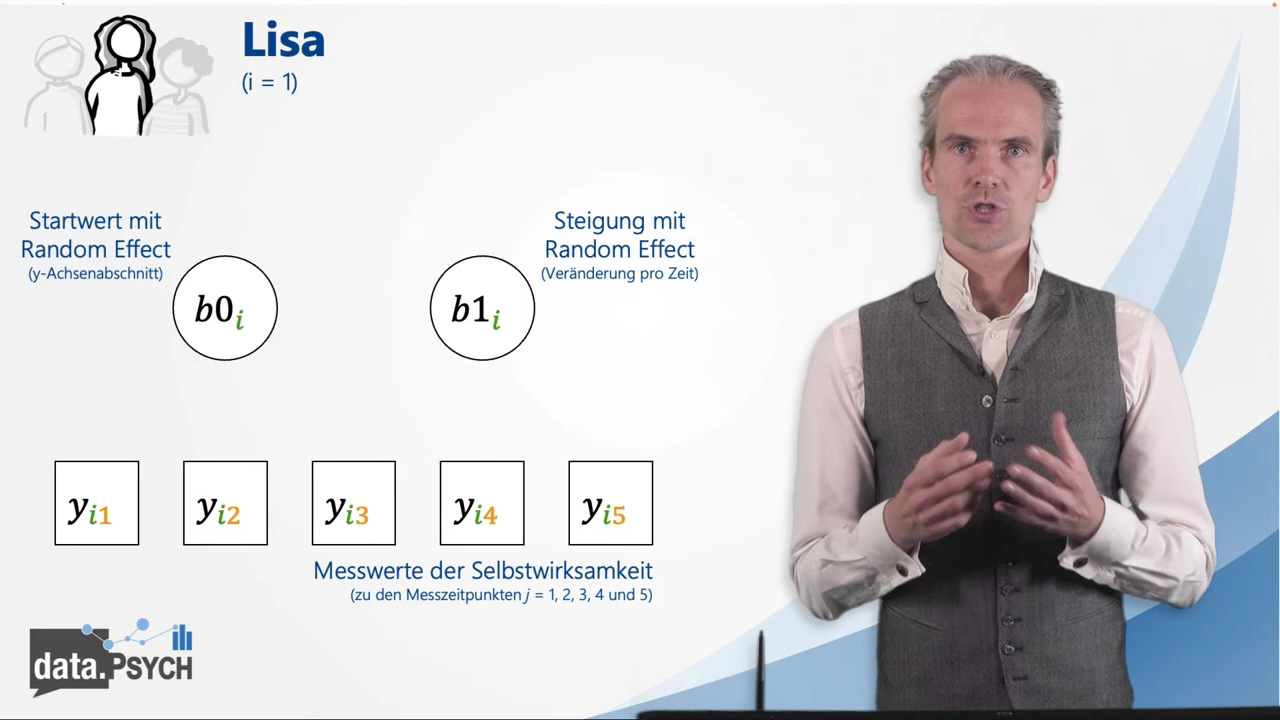 Lisa
(i = 1)
Startwert mit
Random Effect
(y-Achsenabschnitt)
Steigung mit
Random Effect
(Veränderung pro Zeit)
b0i
b1i
yi1
yi2
yi3
yi4
yi5
Messwerte der Selbstwirksamkeit
(zu den Messzeitpunkten j = 1, 2, 3, 4 und 5)
data.PSYCH